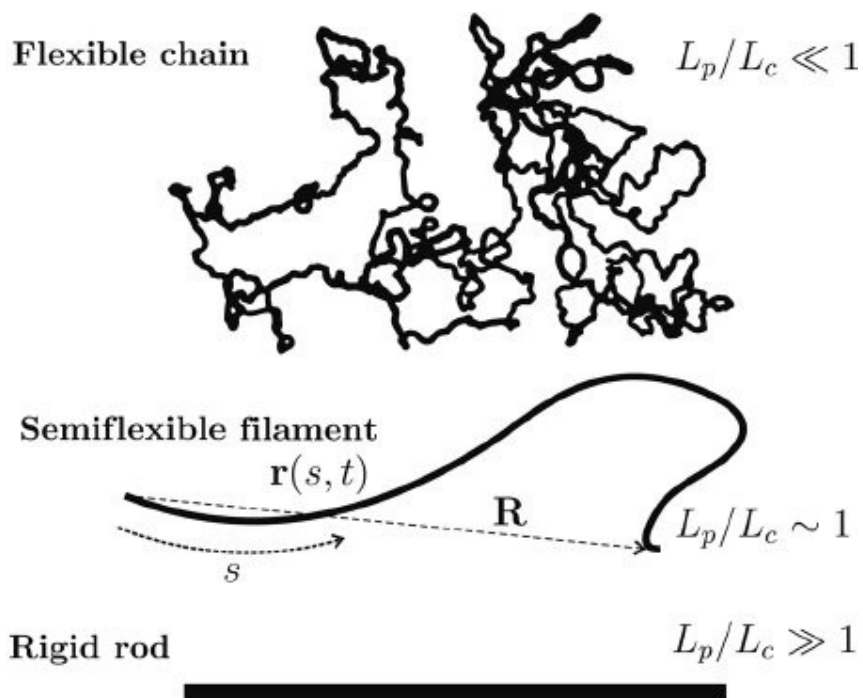 Flexible chain
L_p/L_c ≪ 1
Semiflexible filament
r(s, t)
R
L_p/L_c ∼ 1
s
Rigid rod
L_p/L_c ≫ 1